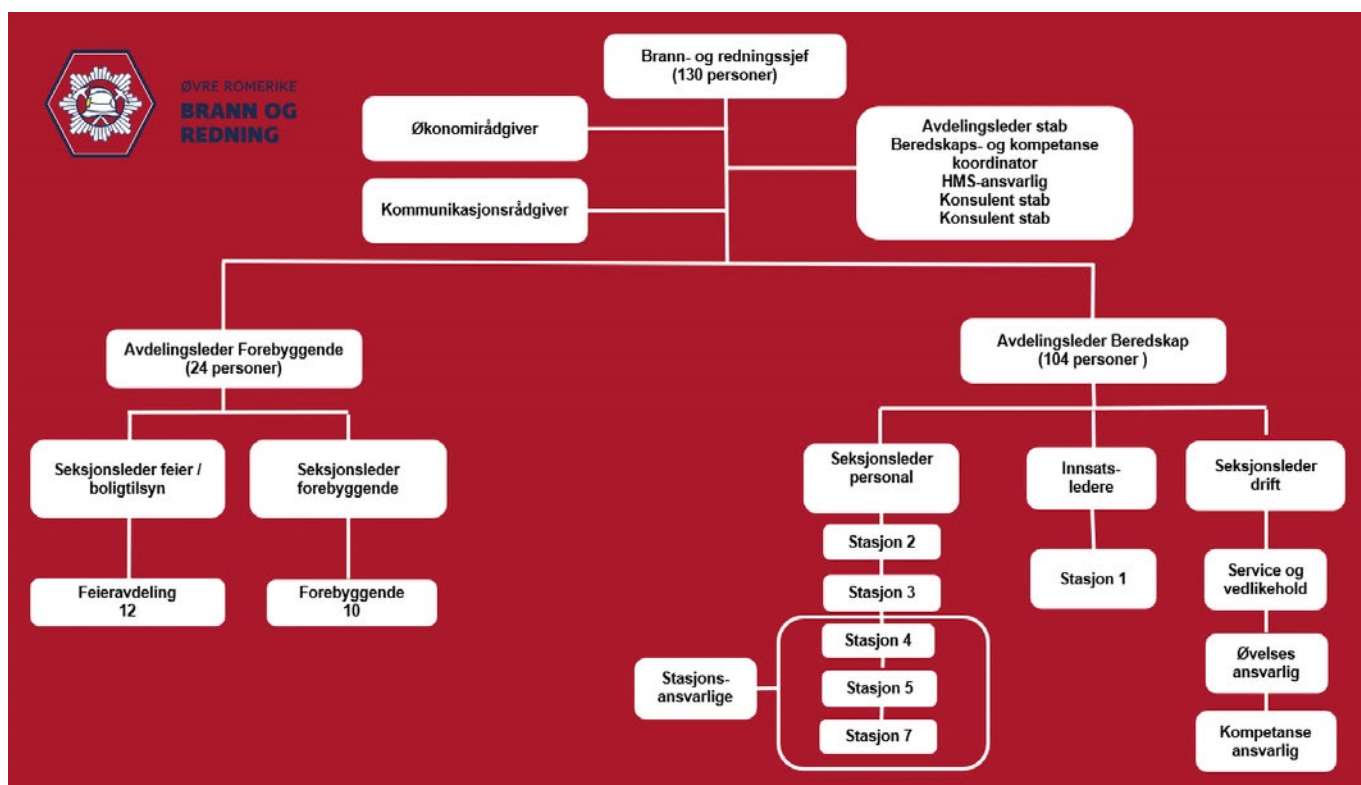 ØVRE ROMERIKE
BRANN OG
REDNING
Brann- og redningssjef
(130 personer)
Økonomirådgiver
Avdelingsleder stab
Beredskaps- og kompetanse
koordinator
HMS-ansvarlig
Konsulent stab
Konsulent stab
Kommunikasjonsrådgiver
Avdelingsleder Forebyggende
(24 personer)
Avdelingsleder Beredskap
(104 personer )
Seksjonsleder feier /
boligtilsyn
Seksjonsleder
forebyggende
Feieravdeling
12
Forebyggende
10
Seksjonsleder
personal
Stasjon 2
Stasjon 3
Stasjon 4
Stasjon 5
Stasjon 7
Stasjons-
ansvarlige
Innsats-
ledere
Stasjon 1
Seksjonsleder
drift
Service og
vedlikehold
Øvelses
ansvarlig
Kompetanse
ansvarlig